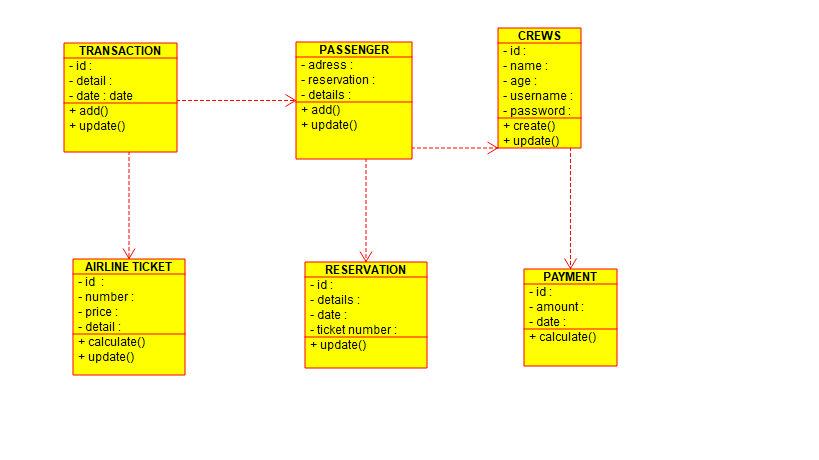 TRANSACTION
- id :
- detail :
- date : date
+ add()
+ update()
PASSENGER
- adress :
- reservation :
- details :
+ add()
+ update()
CREWS
- id :
- name :
- age :
- username :
- password :
+ create()
+ update()
AIRLINE TICKET
- id :
- number :
- price :
- detail :
+ calculate()
+ update()
RESERVATION
- id :
- details :
- date :
- ticket number :
+ update()
PAYMENT
- id :
- amount :
- date :
+ calculate()